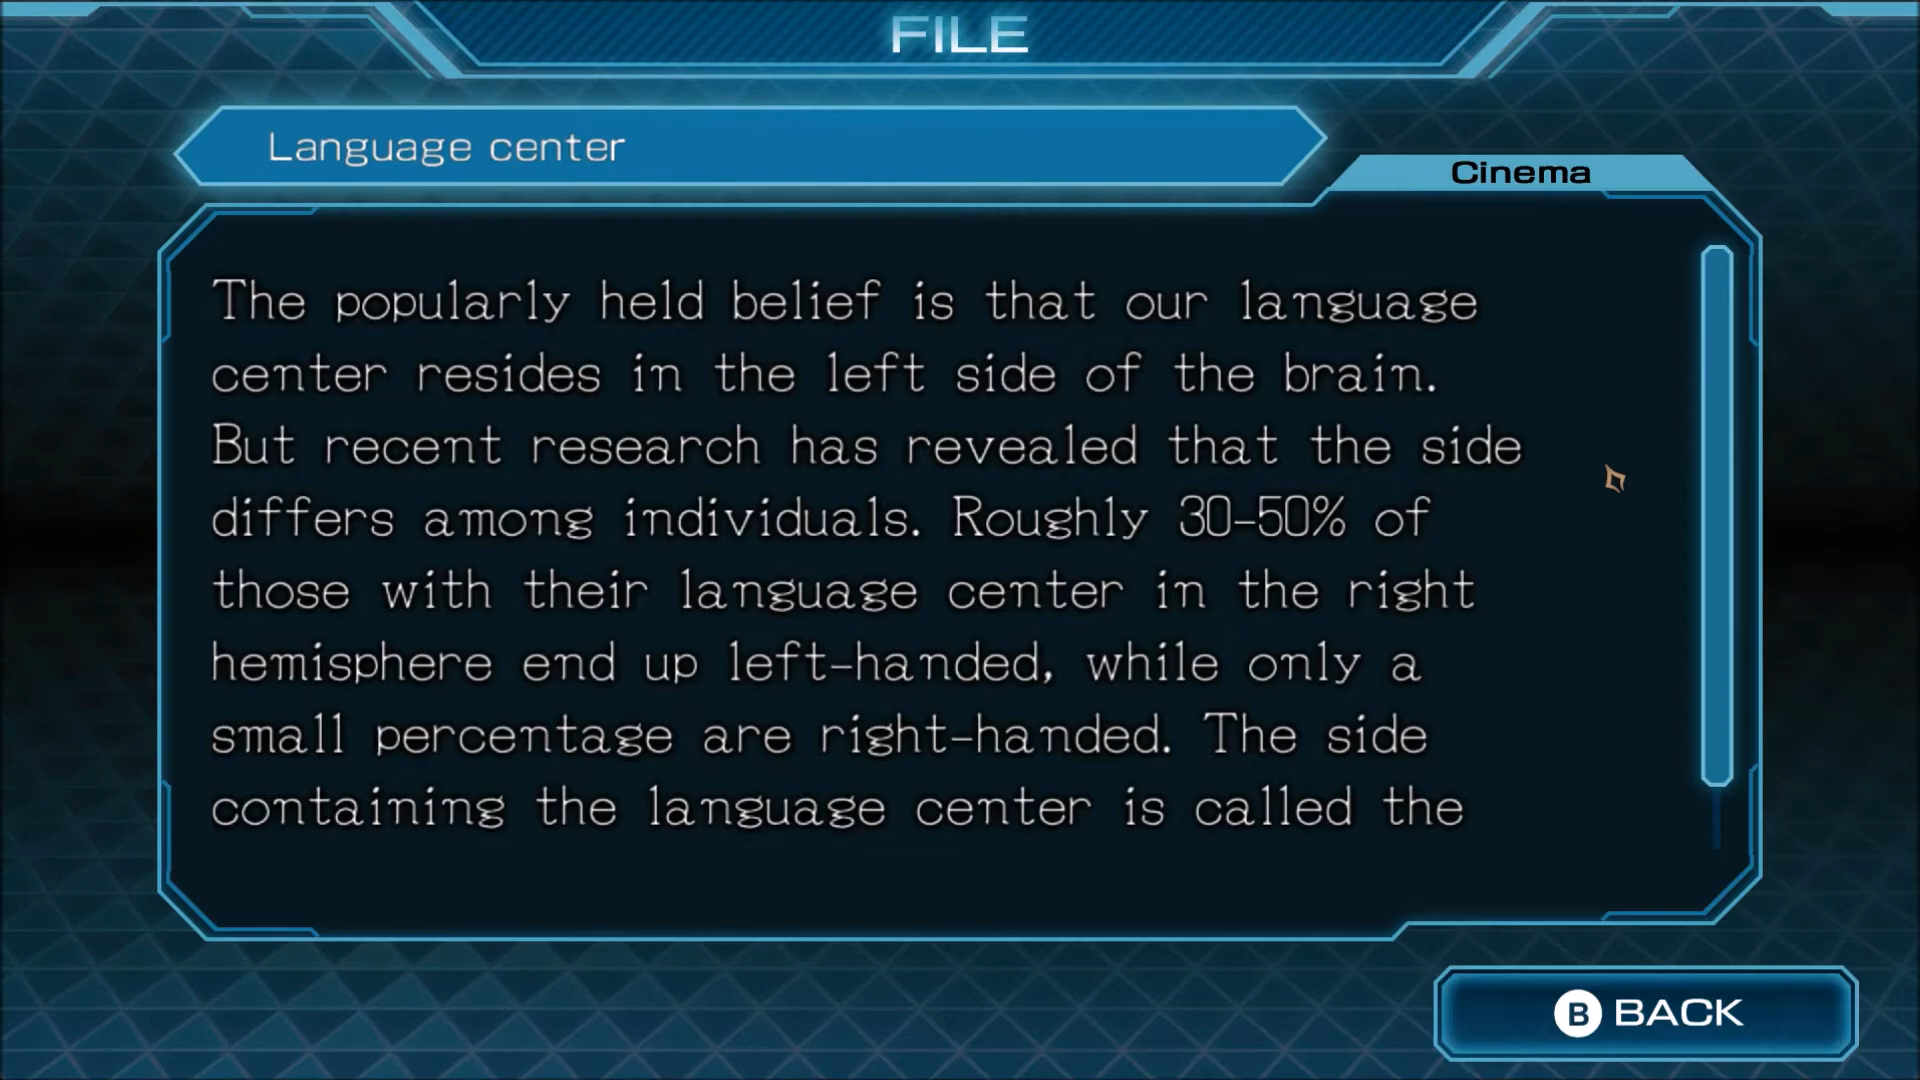 FILE
Language center
Cinema
The popularly held belief is that our language
center resides in the left side of the brain.
But recent research has revealed that the side
differs among individuals. Roughly 30-50% of
those with their language center in the right
hemisphere end up left-handed, while only a
small percentage are right-handed. The side
containing the language center is called the
B BACK